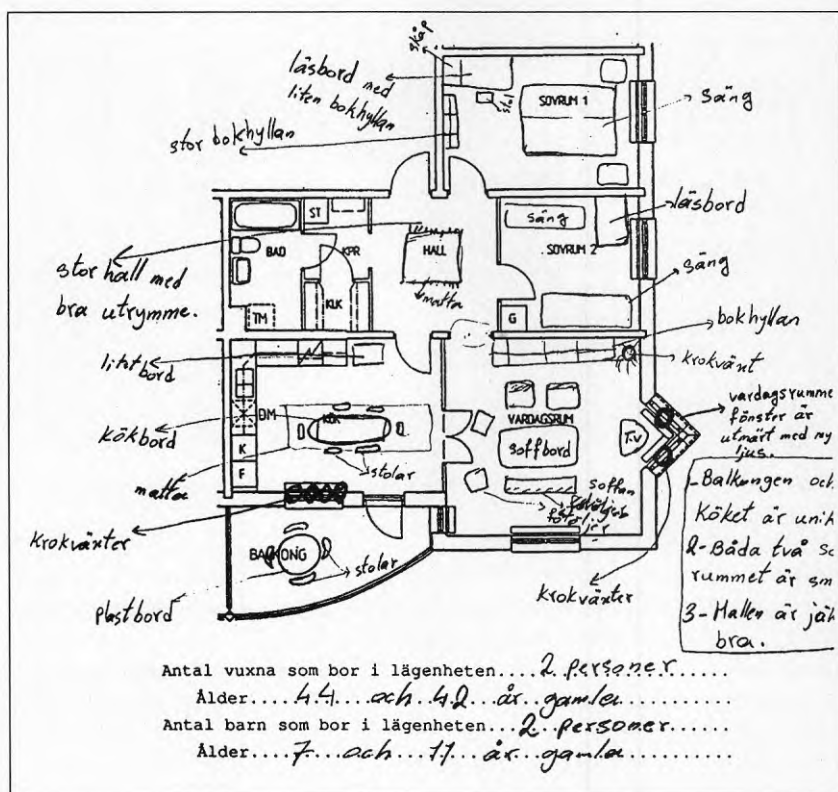 skåp
läsbord med
liten bokhyllan
stor bokhyllan
SOVRUM 1
stol
säng
ST
BAD
KPR
HALL
säng
läsbord
SOVRUM 2
stor hall med
bra utrymme.
TM
KLK
matta
G
säng
bokhyllan
krokväxt
bord
DM
KÖK
Kökbord
VARDAGSRUM
soffbord
T.V
vardagsrumme
fönster är
utmärt med my
ljus.
K
F
stolar
matta
soffan
Krokväxter
BALKONG
stolar
plastbord
krokväxter
-Balkongen och
Köket är unik
2-Båda två So
rummet är sm
3-Hallen är jät
bra.
Antal vuxna som bor i lägenheten....2 personer......
Ålder....44...och 42...år...gamla......
Antal barn som bor i lägenheten...2 personer......
Ålder....7...och...11...år...gamla......